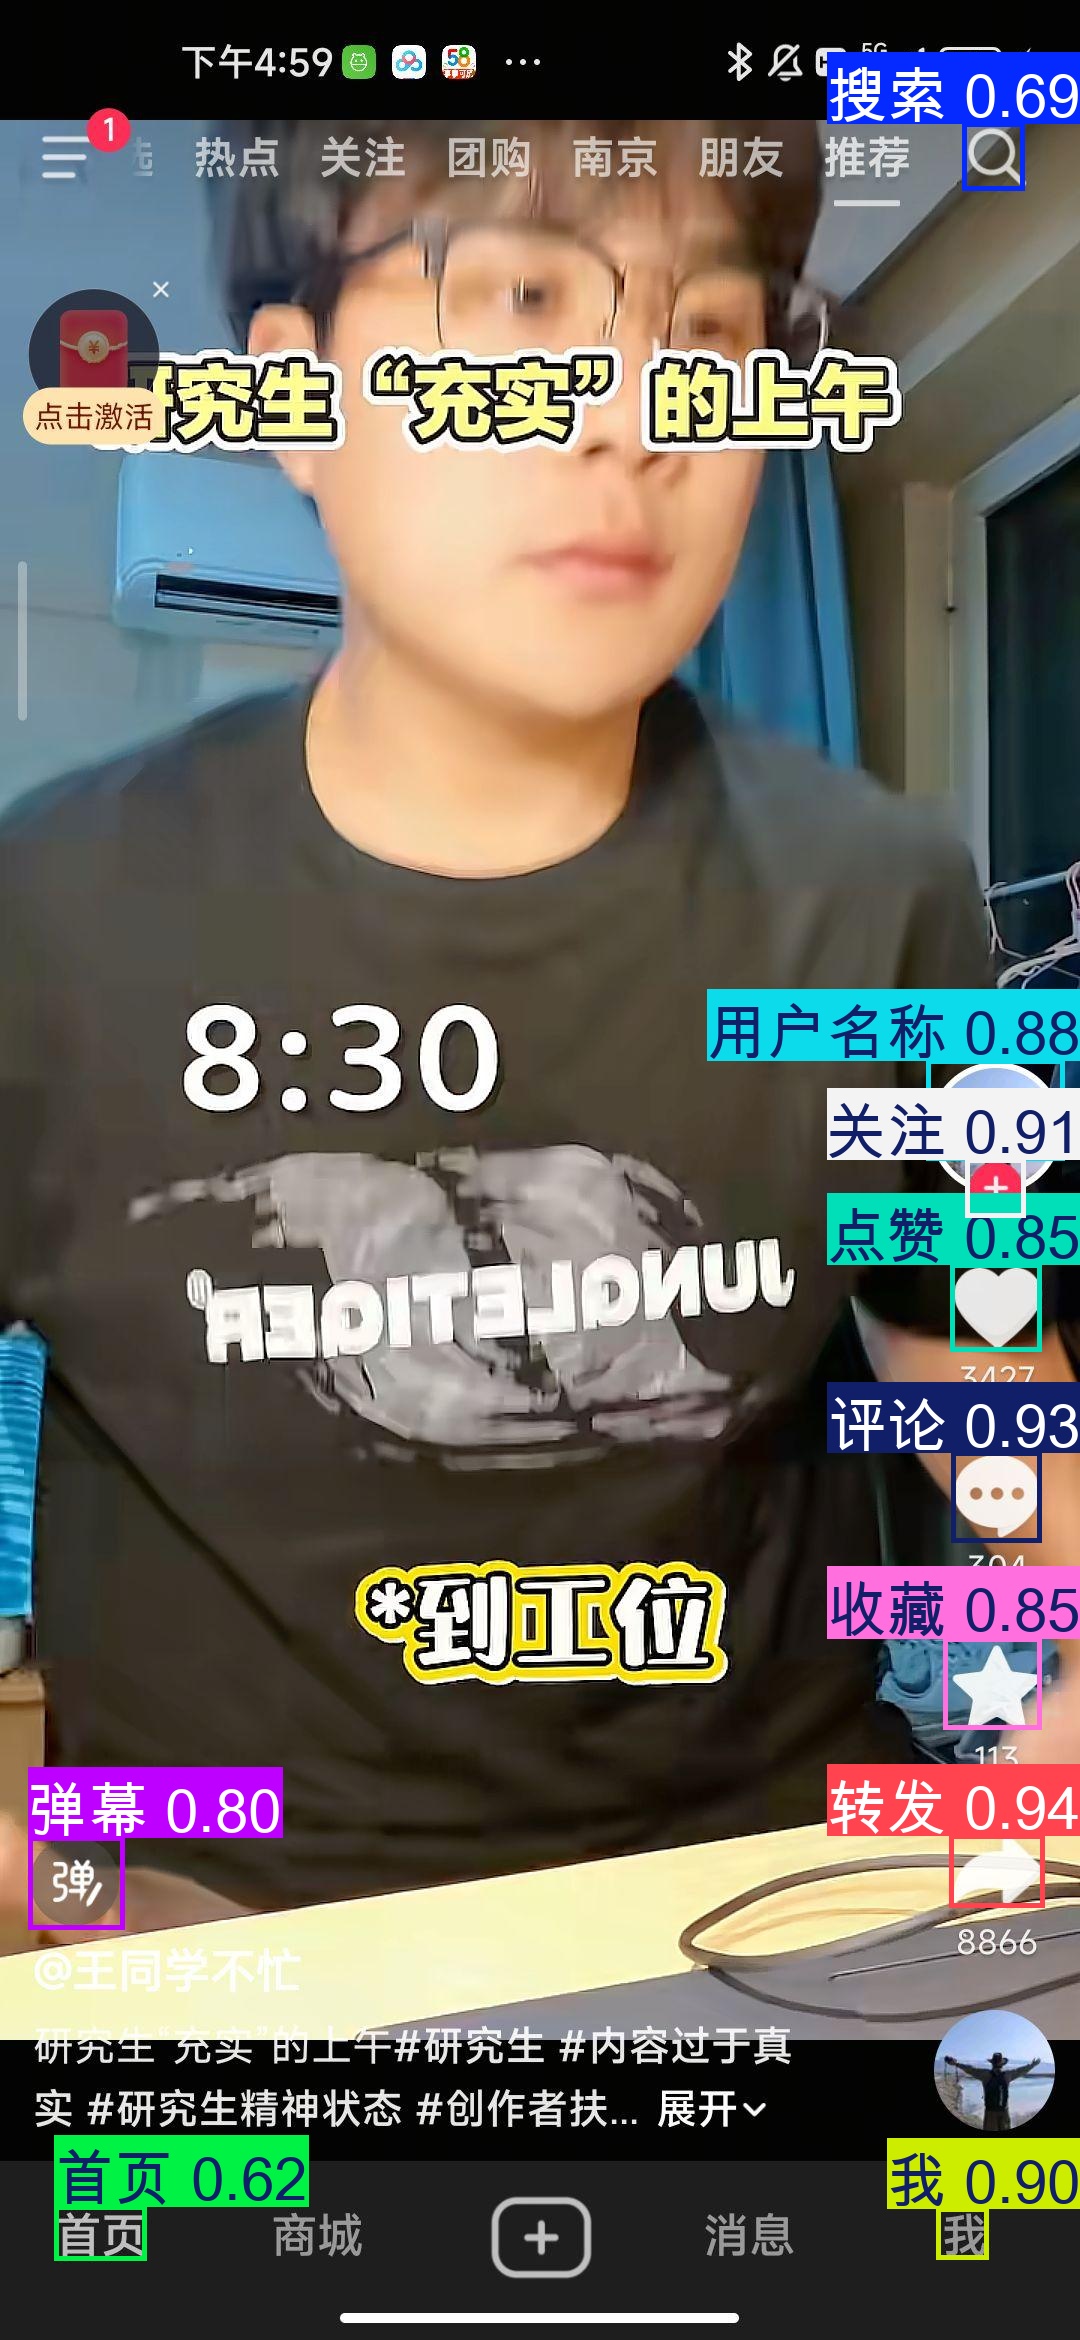 下午4:59
58
5G
搜索 0.69
1
热点 关注 团购 南京 朋友 推荐
点击激活
研究生“充实”的上午
8:30
用户名称 0.88
关注 0.91
点赞 0.85
JUNGLETIGER
3427
评论 0.93
304
收藏 0.85
*到工位
113
弹幕 0.80
转发 0.94
弹
8866
@王同学不忙
研究生“充实”的上午#研究生 #内容过于真
实 #研究生精神状态 #创作者扶... 展开
首页 0.62
我 0.90
首页 商城 消息 我